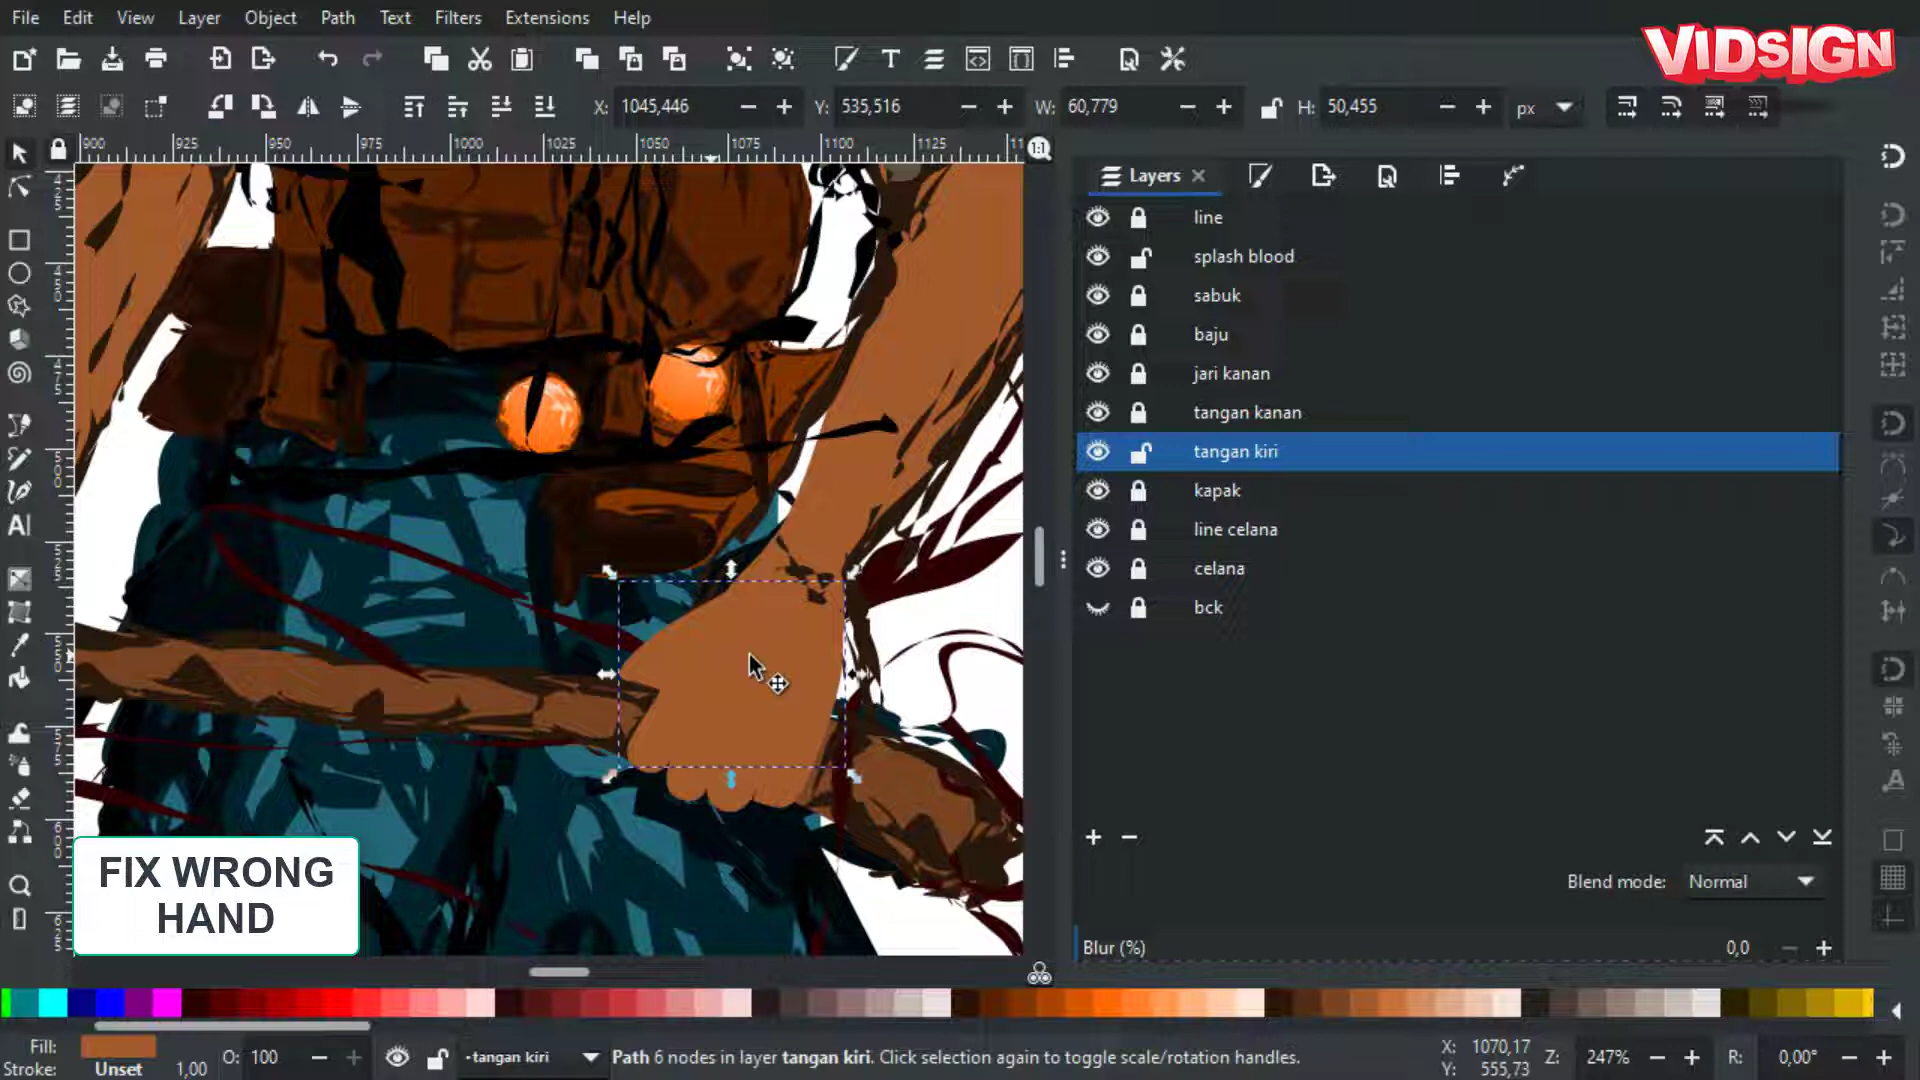 File Edit View Layer Object Path Text Filters Extensions Help
VIDSIGN
X: 1045,446 Y: 535,516 W: 60,779 H: 50,455 px
900 925 950 975 1000 1025 1050 1075 1100 1125 11
1:1
Layers
line
splash blood
sabuk
baju
jari kanan
tangan kanan
tangan kiri
kapak
line celana
celana
bck
FIX WRONG
HAND
Blend mode: Normal
Blur (%) 0,0
Fill:
Stroke: Unset 1,00
O: 100
tangan kiri
Path 6 nodes in layer tangan kiri. Click selection again to toggle scale/rotation handles.
X: 1070,17
Y: 555,73
Z: 247%
R: 0,00°